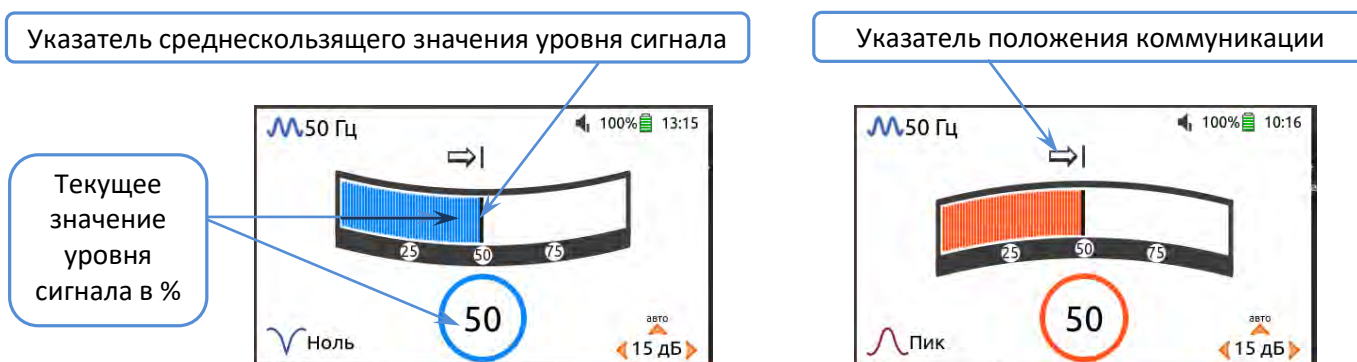 Указатель среднескользящего значения уровня сигнала
Указатель положения коммуникации
Текущее
значение
уровня
сигнала в %
50 Гц
100%
13:15
25
50
75
50
Ноль
авто
15 дБ
50 Гц
100%
10:16
25
50
75
50
Пик
авто
15 дБ